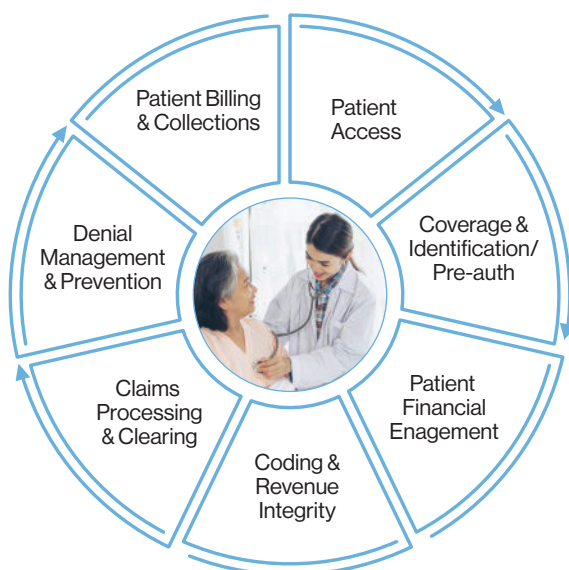 Patient
Access
Coverage &
Identification/
Pre-auth
Patient
Financial
Enagement
Coding &
Revenue
Integrity
Claims
Processing
& Clearing
Denial
Management
& Prevention
Patient Billing
& Collections